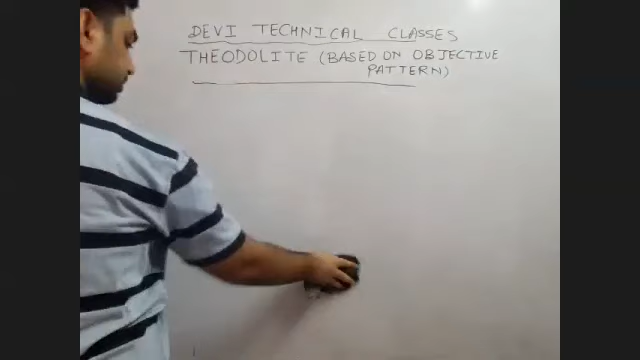 DEVI TECHNICAL CLASSES
THEODOLITE (BASED ON OBJECTIVE
PATTERN)